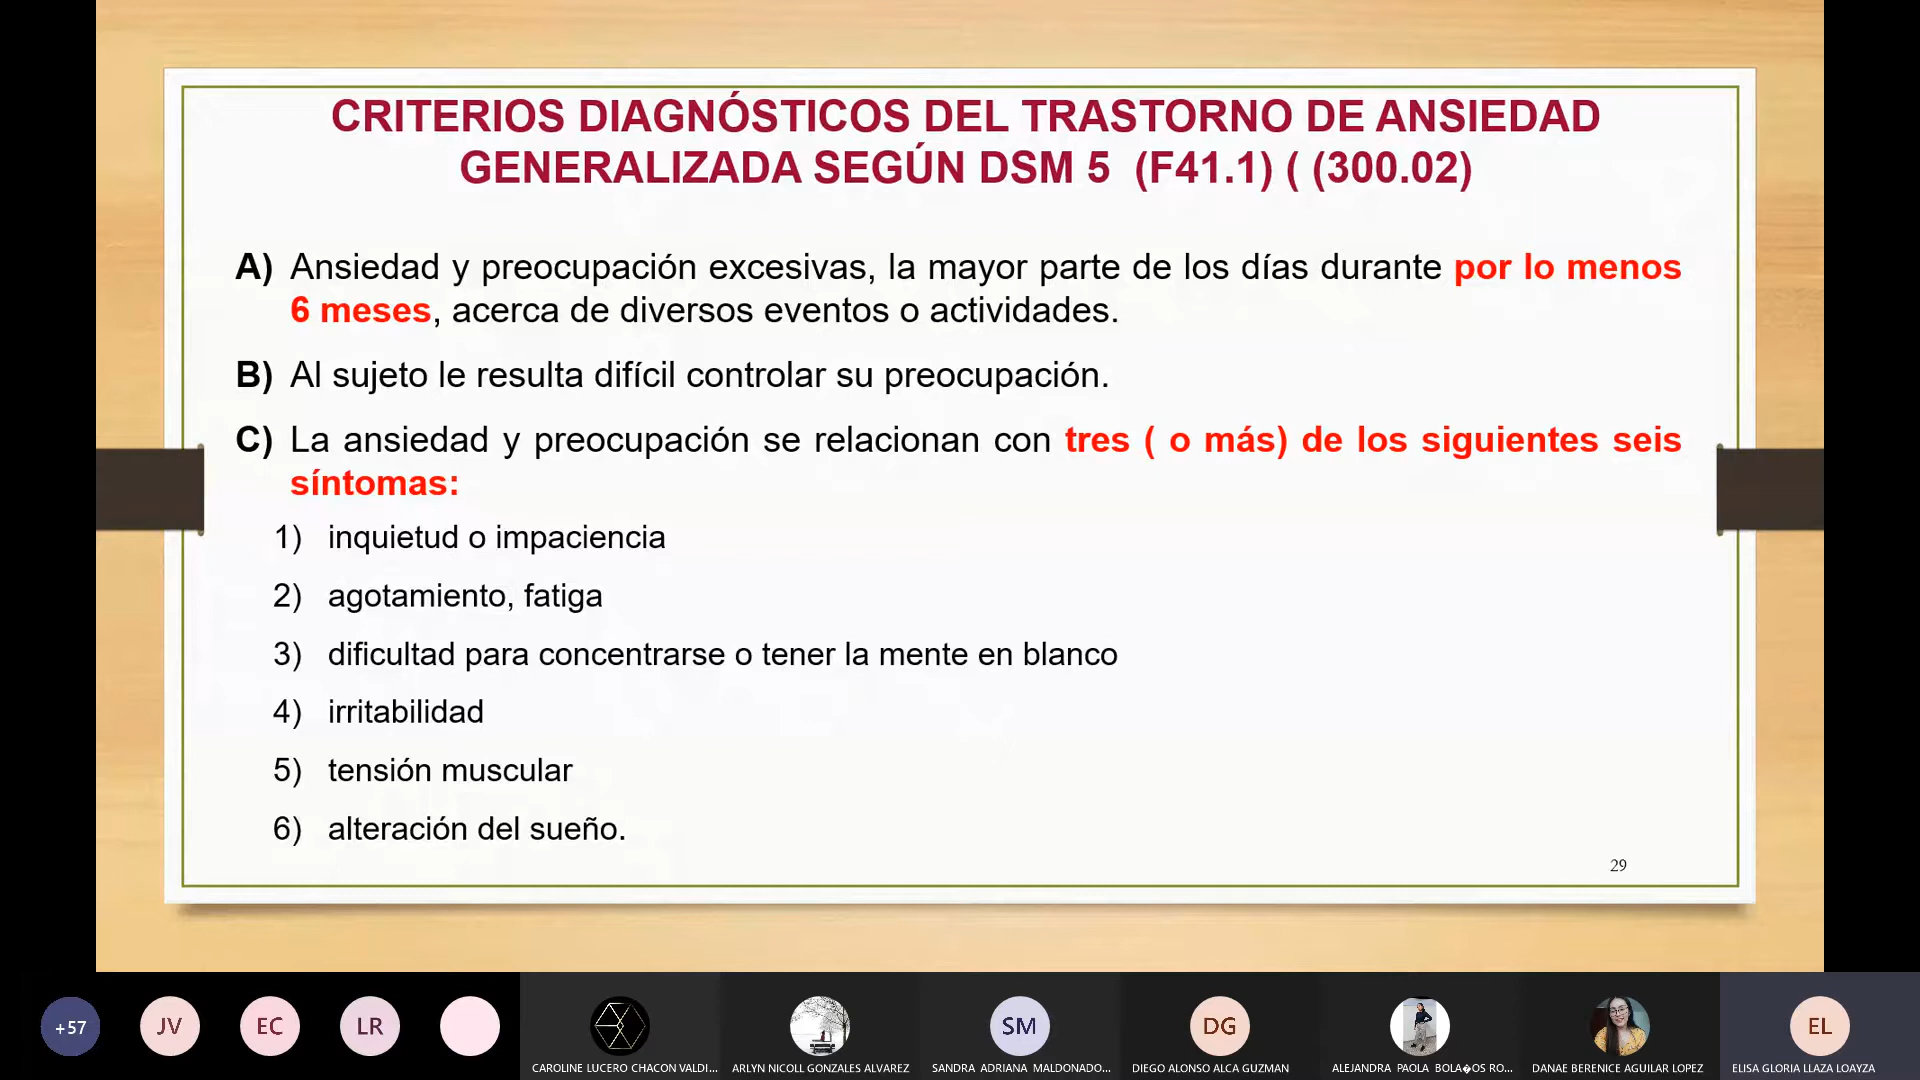 CRITERIOS DIAGNÓSTICOS DEL TRASTORNO DE ANSIEDAD
GENERALIZADA SEGÚN DSM 5 (F41.1) ( (300.02)
A) Ansiedad y preocupación excesivas, la mayor parte de los días durante por lo menos
6 meses, acerca de diversos eventos o actividades.
B) Al sujeto le resulta difícil controlar su preocupación.
C) La ansiedad y preocupación se relacionan con tres ( o más) de los siguientes seis
síntomas:
1) inquietud o impaciencia
2) agotamiento, fatiga
3) dificultad para concentrarse o tener la mente en blanco
4) irritabilidad
5) tensión muscular
6) alteración del sueño.
29
+57 JV EC LR SM DG EL
CAROLINE LUCERO CHACON VALDI... ARLYN NICOLL GONZALES ALVAREZ SANDRA ADRIANA MALDONADO... DIEGO ALONSO ALCA GUZMAN ALEJANDRA PAOLA BOLA�OS RO... DANAE BERENICE AGUILAR LOPEZ ELISA GLORIA LLAZA LOAYZA